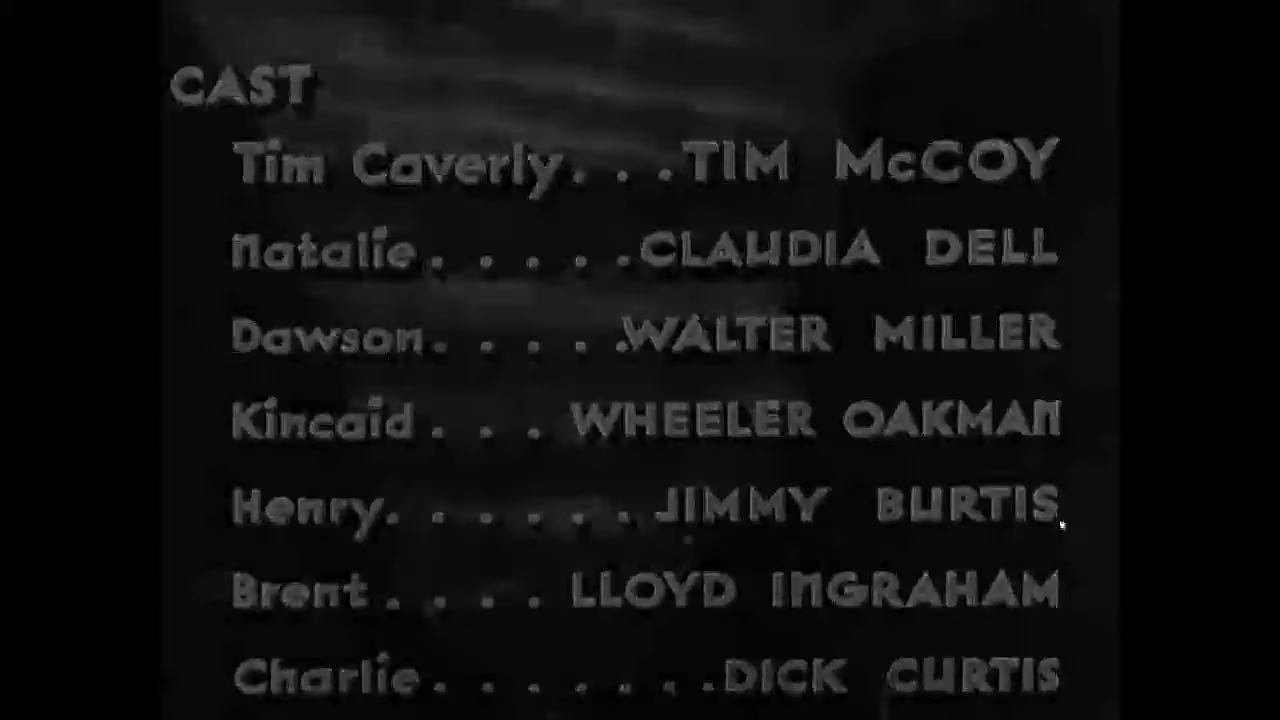 CAST
Tim Caverly. . .TIM McCOY
Natalie. . . . .CLAUDIA DELL
Dawson. . . . .WALTER MILLER
Kincaid . . . WHEELER OAKMAN
Henry. . . . . .JIMMY BURTIS
Brent . . . . LLOYD INGRAHAM
Charlie. . . . . . .DICK CURTIS